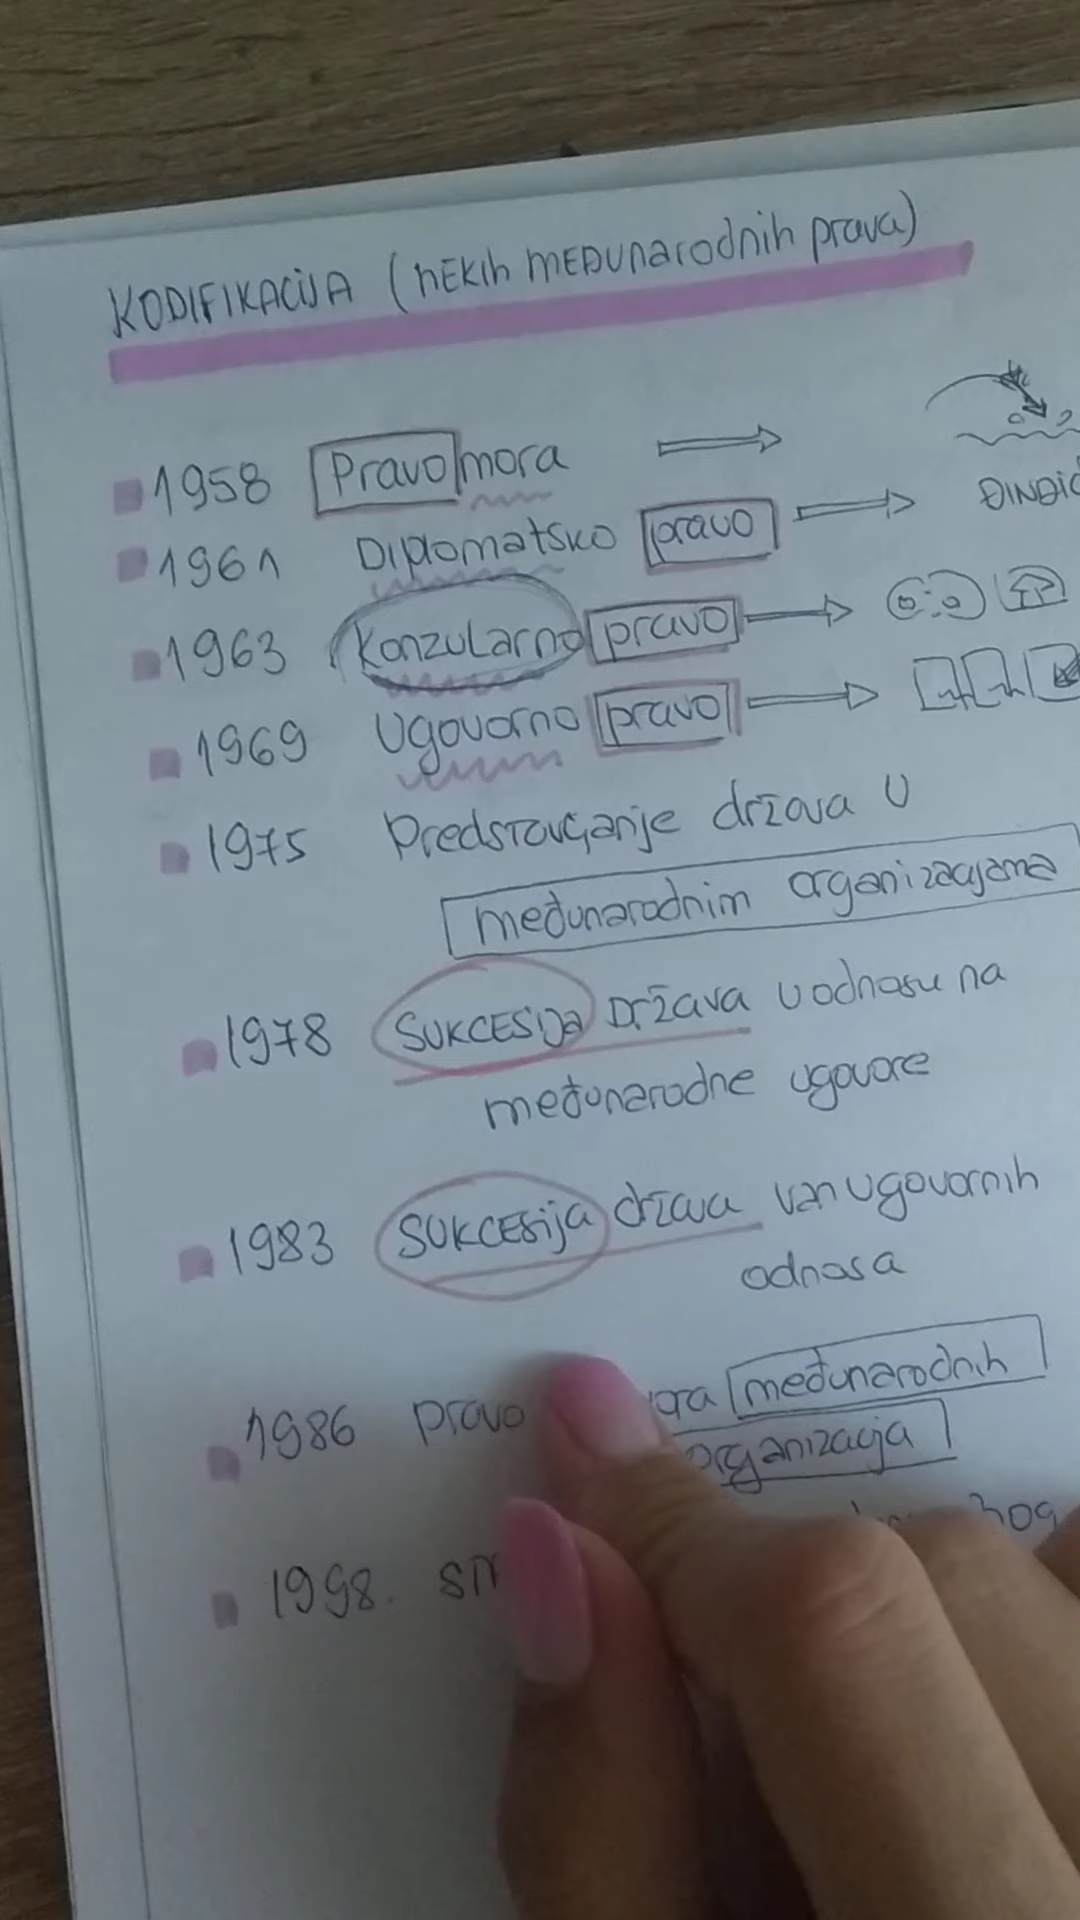 KODIFIKACIJA (nekih međunarodnih prava)
1958 Pravo mora
1961 Diplomatsko pravo
1963 Konzularno pravo
1969 Ugovorno pravo
1975 Predstavljanje država u
međunarodnim organizacijama
1978 Sukcesija država u odnosu na
međunarodne ugovore
1983 Sukcesija država van ugovornih
odnosa
1986 pravo međunarodnih
organizacija
1998.